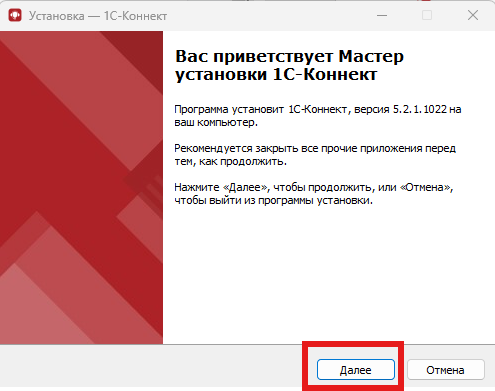 Установка — 1С-Коннект
Вас приветствует Мастер
установки 1С-Коннект
Программа установит 1С-Коннект, версия 5.2.1.1022 на
ваш компьютер.
Рекомендуется закрыть все прочие приложения перед
тем, как продолжить.
Нажмите «Далее», чтобы продолжить, или «Отмена»,
чтобы выйти из программы установки.
Далее
Отмена